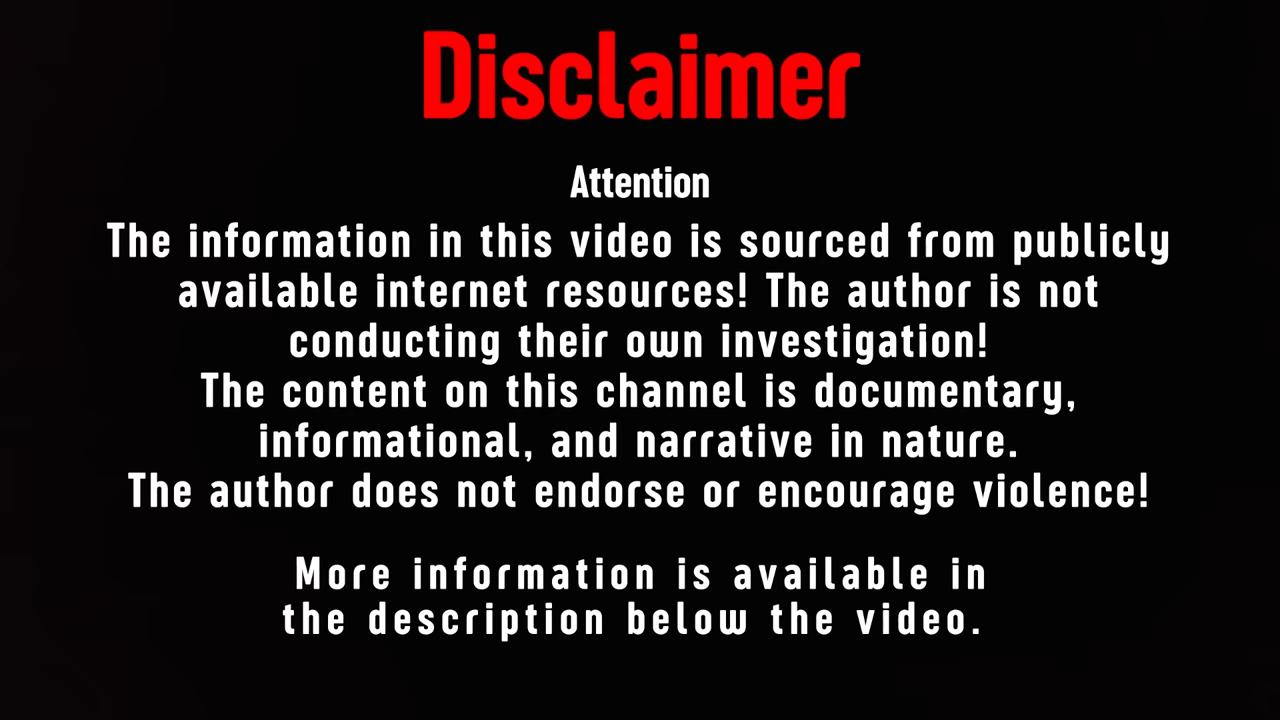 Disclaimer
Attention
The information in this video is sourced from publicly
available internet resources! The author is not
conducting their own investigation!
The content on this channel is documentary,
informational, and narrative in nature.
The author does not endorse or encourage violence!
More information is available in
the description below the video.